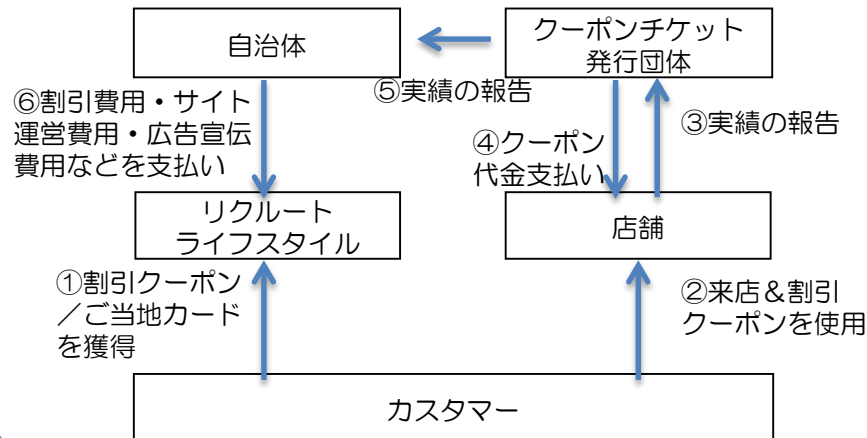 自治体
クーポンチケット
発行団体
⑤実績の報告
⑥割引費用・サイト
運営費用・広告宣伝
費用などを支払い
④クーポン
代金支払い
③実績の報告
リクルート
ライフスタイル
店舗
①割引クーポン
／ご当地カード
を獲得
②来店＆割引
クーポンを使用
カスタマー